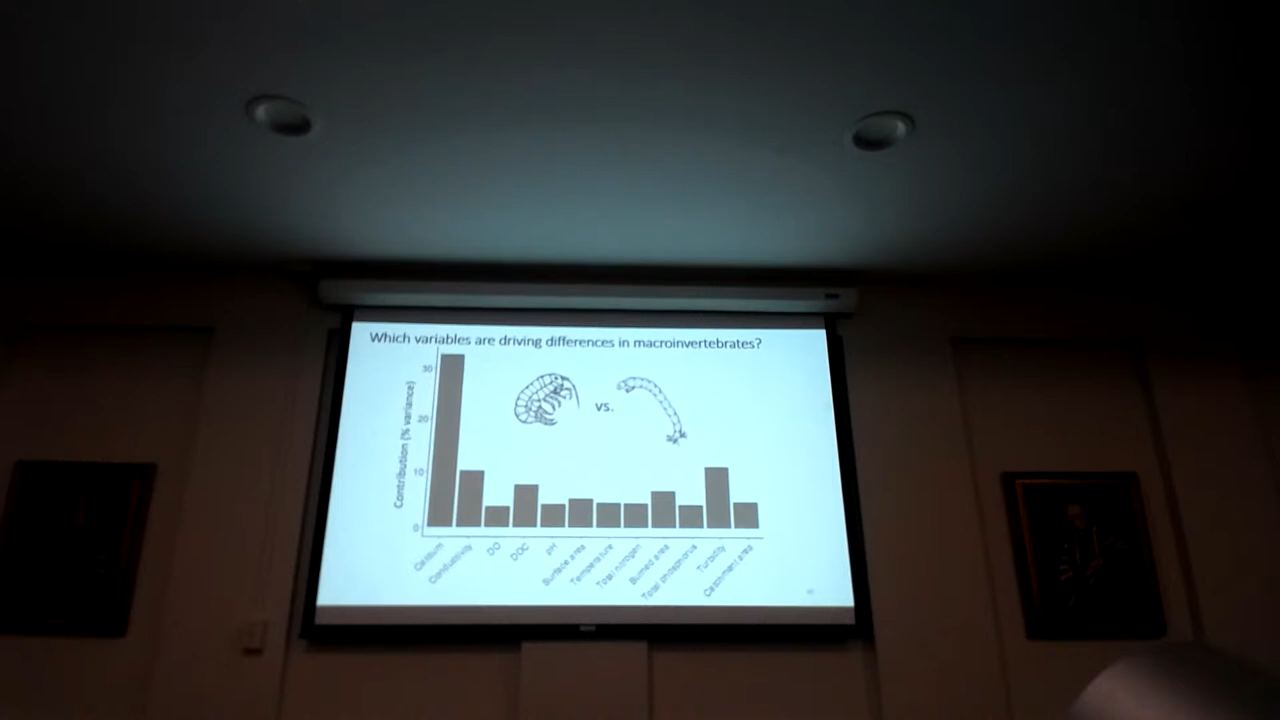 Which variables are driving differences in macroinvertebrates?
Contribution (% variance)
30
20
10
0
vs.
Calcium
Conductivity
DO
DOC
pH
Surface area
Temperature
Total nitrogen
Burned area
Total phosphorus
Turbidity
Catchment area